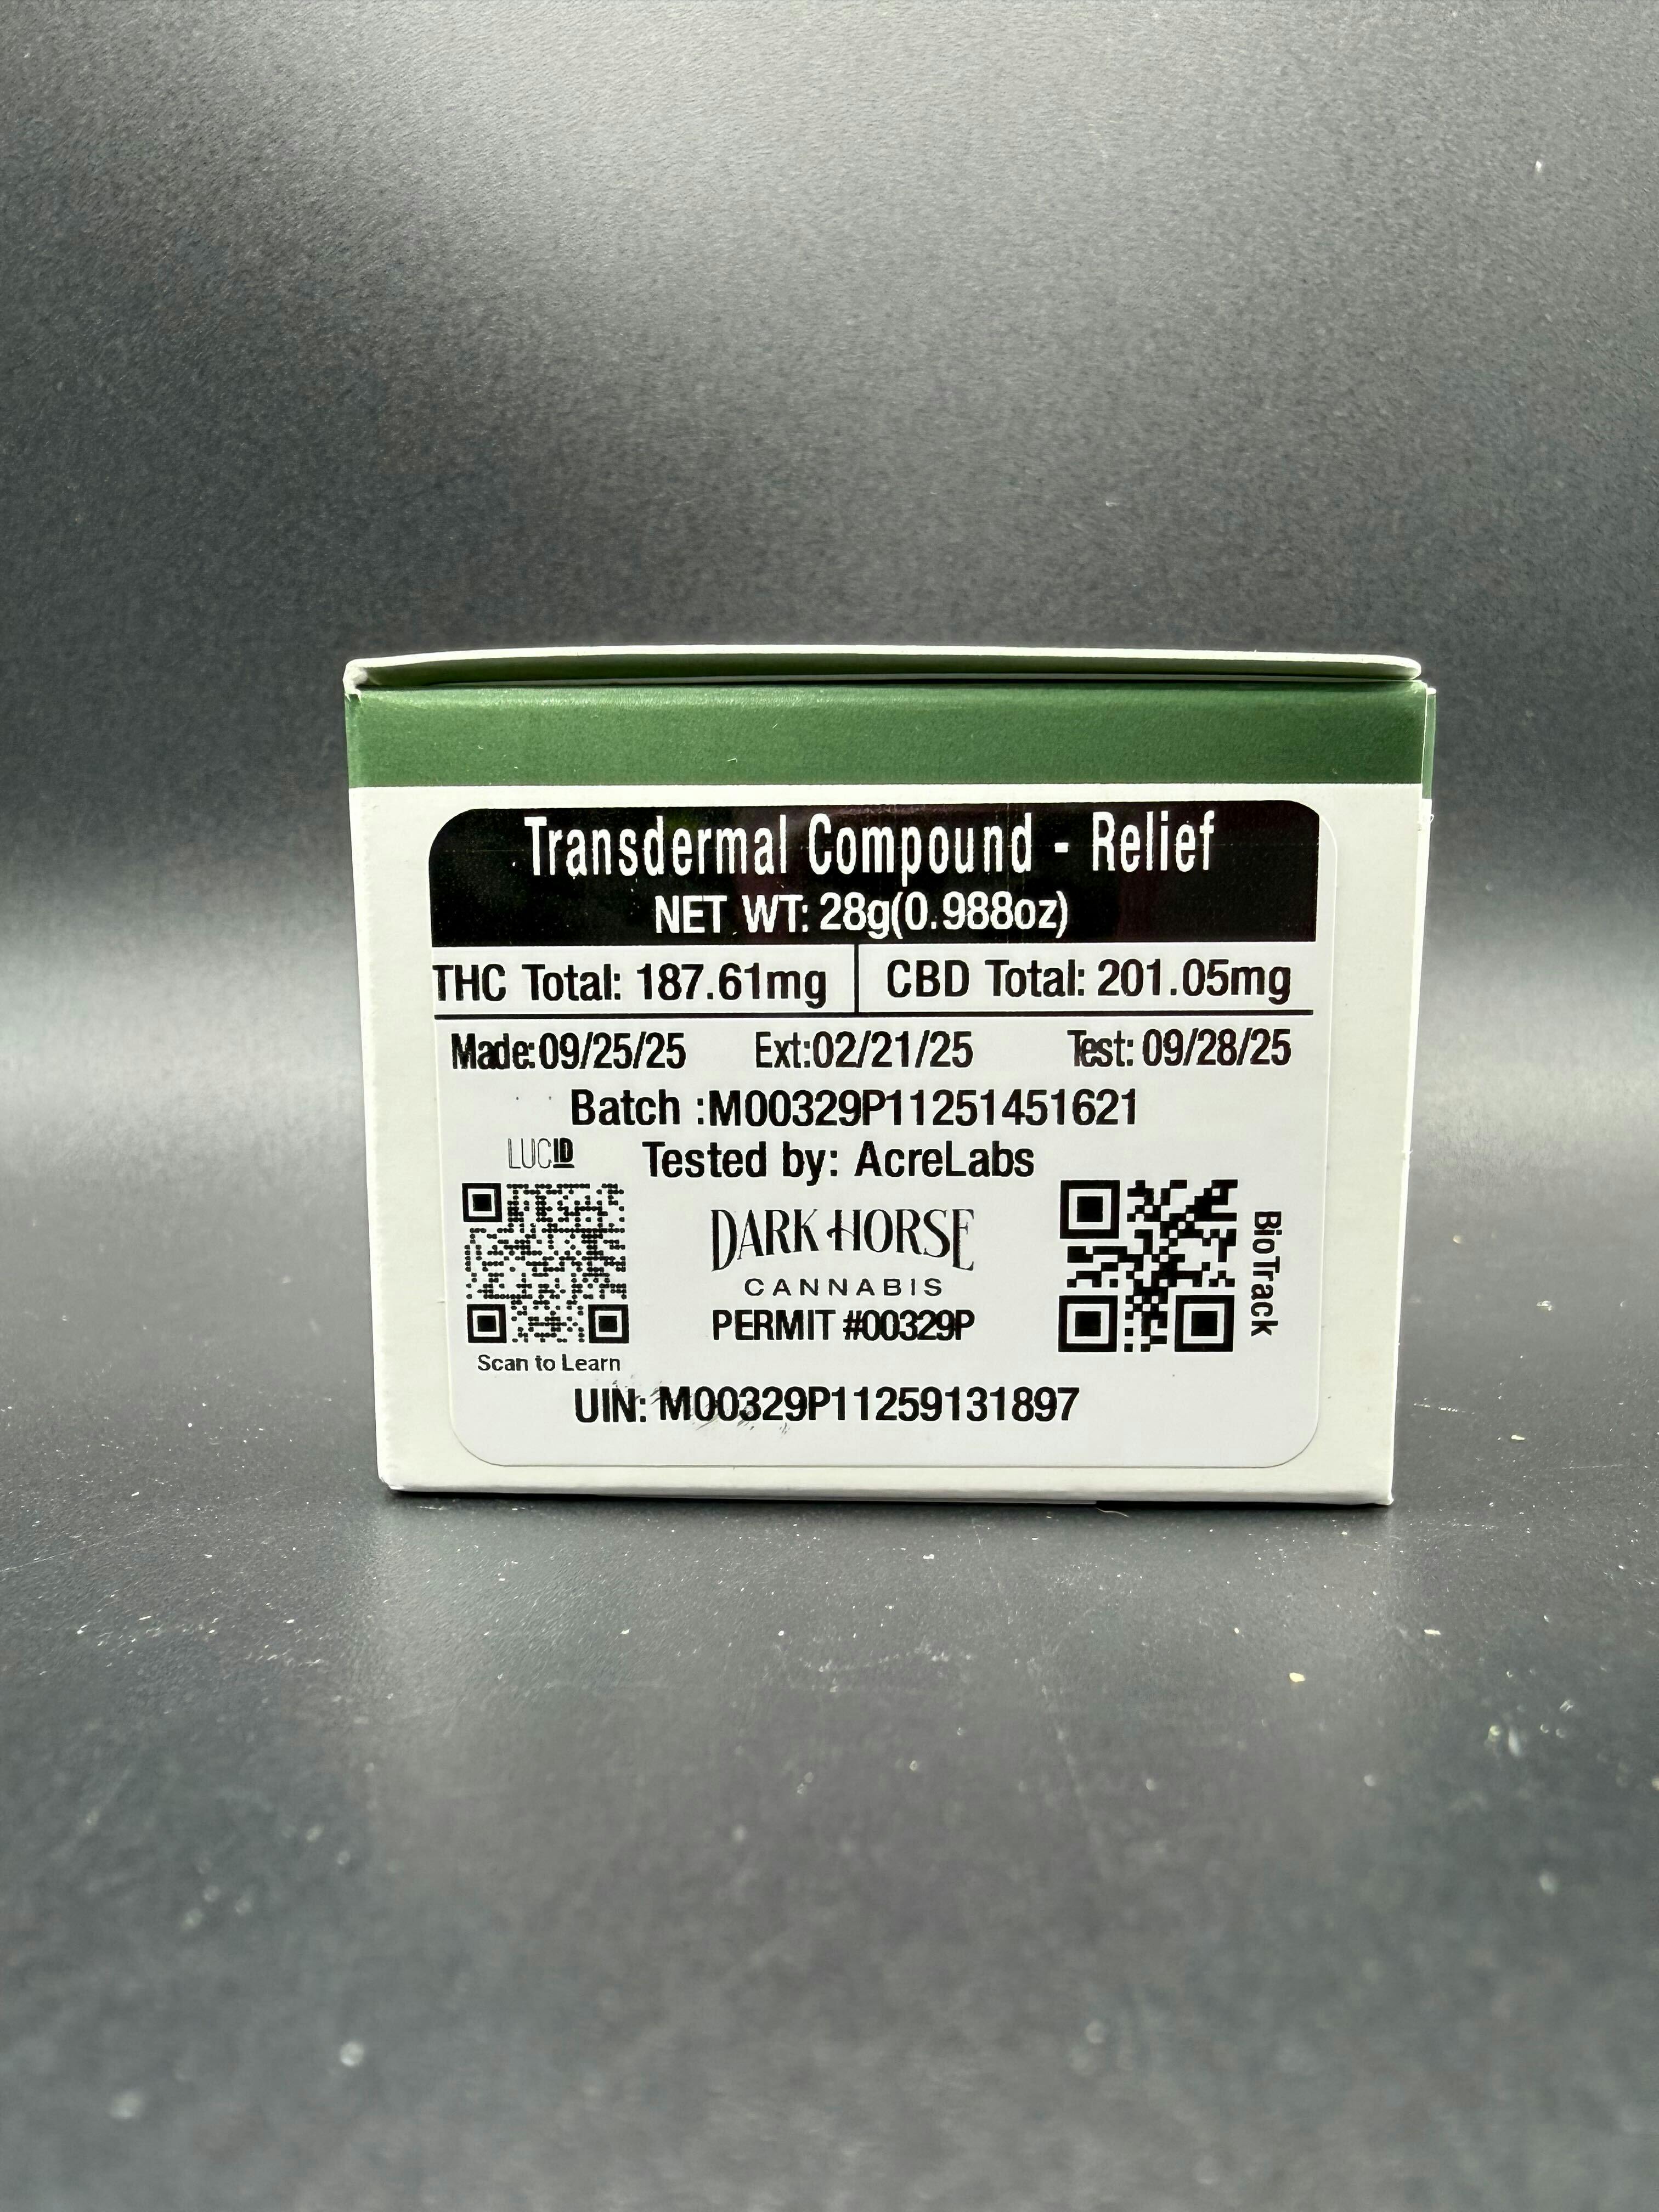 Transdermal Compound - Relief
NET WT: 28g(0.988oz)
THC Total: 187.61mg
CBD Total: 201.05mg
Made:09/25/25 Ext:02/21/25 Test: 09/28/25
Batch :M00329P11251451621
LUCID
Tested by: AcreLabs
DARK HORSE
CANNABIS
PERMIT #00329P
BioTrack
Scan to Learn
UIN: M00329P11259131897